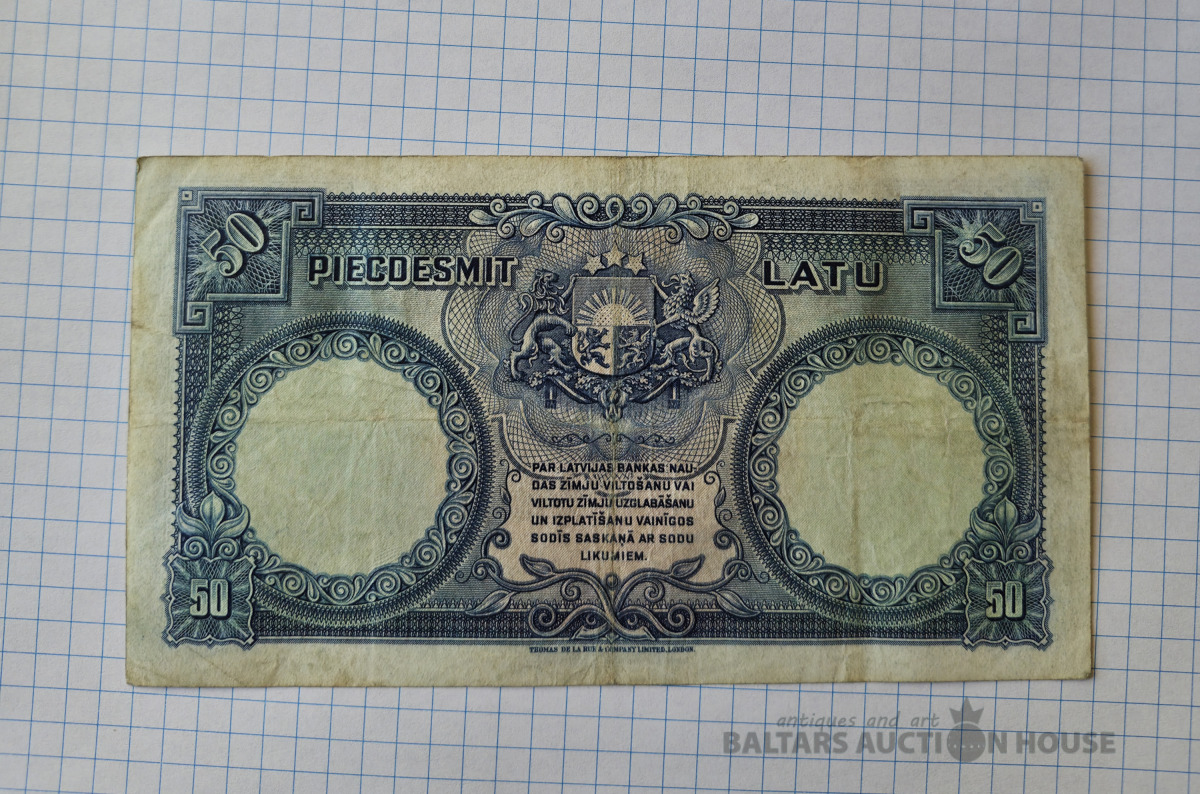 50
50
PIECDESMIT LATU
PAR LATVIJAS BANKAS NAU-
DAS ZĪMJU VILTOŠANU VAI
VILTOTU ZĪMJU UZGLABĀŠANU
UN IZPLATĪŠANU VAINĪGOS
SODĪS SASKAŅĀ AR SODU
LIKUMIEM.
50
50
THOMAS DE LA RUE & COMPANY LIMITED, LONDON.
antiques and art
BALTARS AUCTION HOUSE